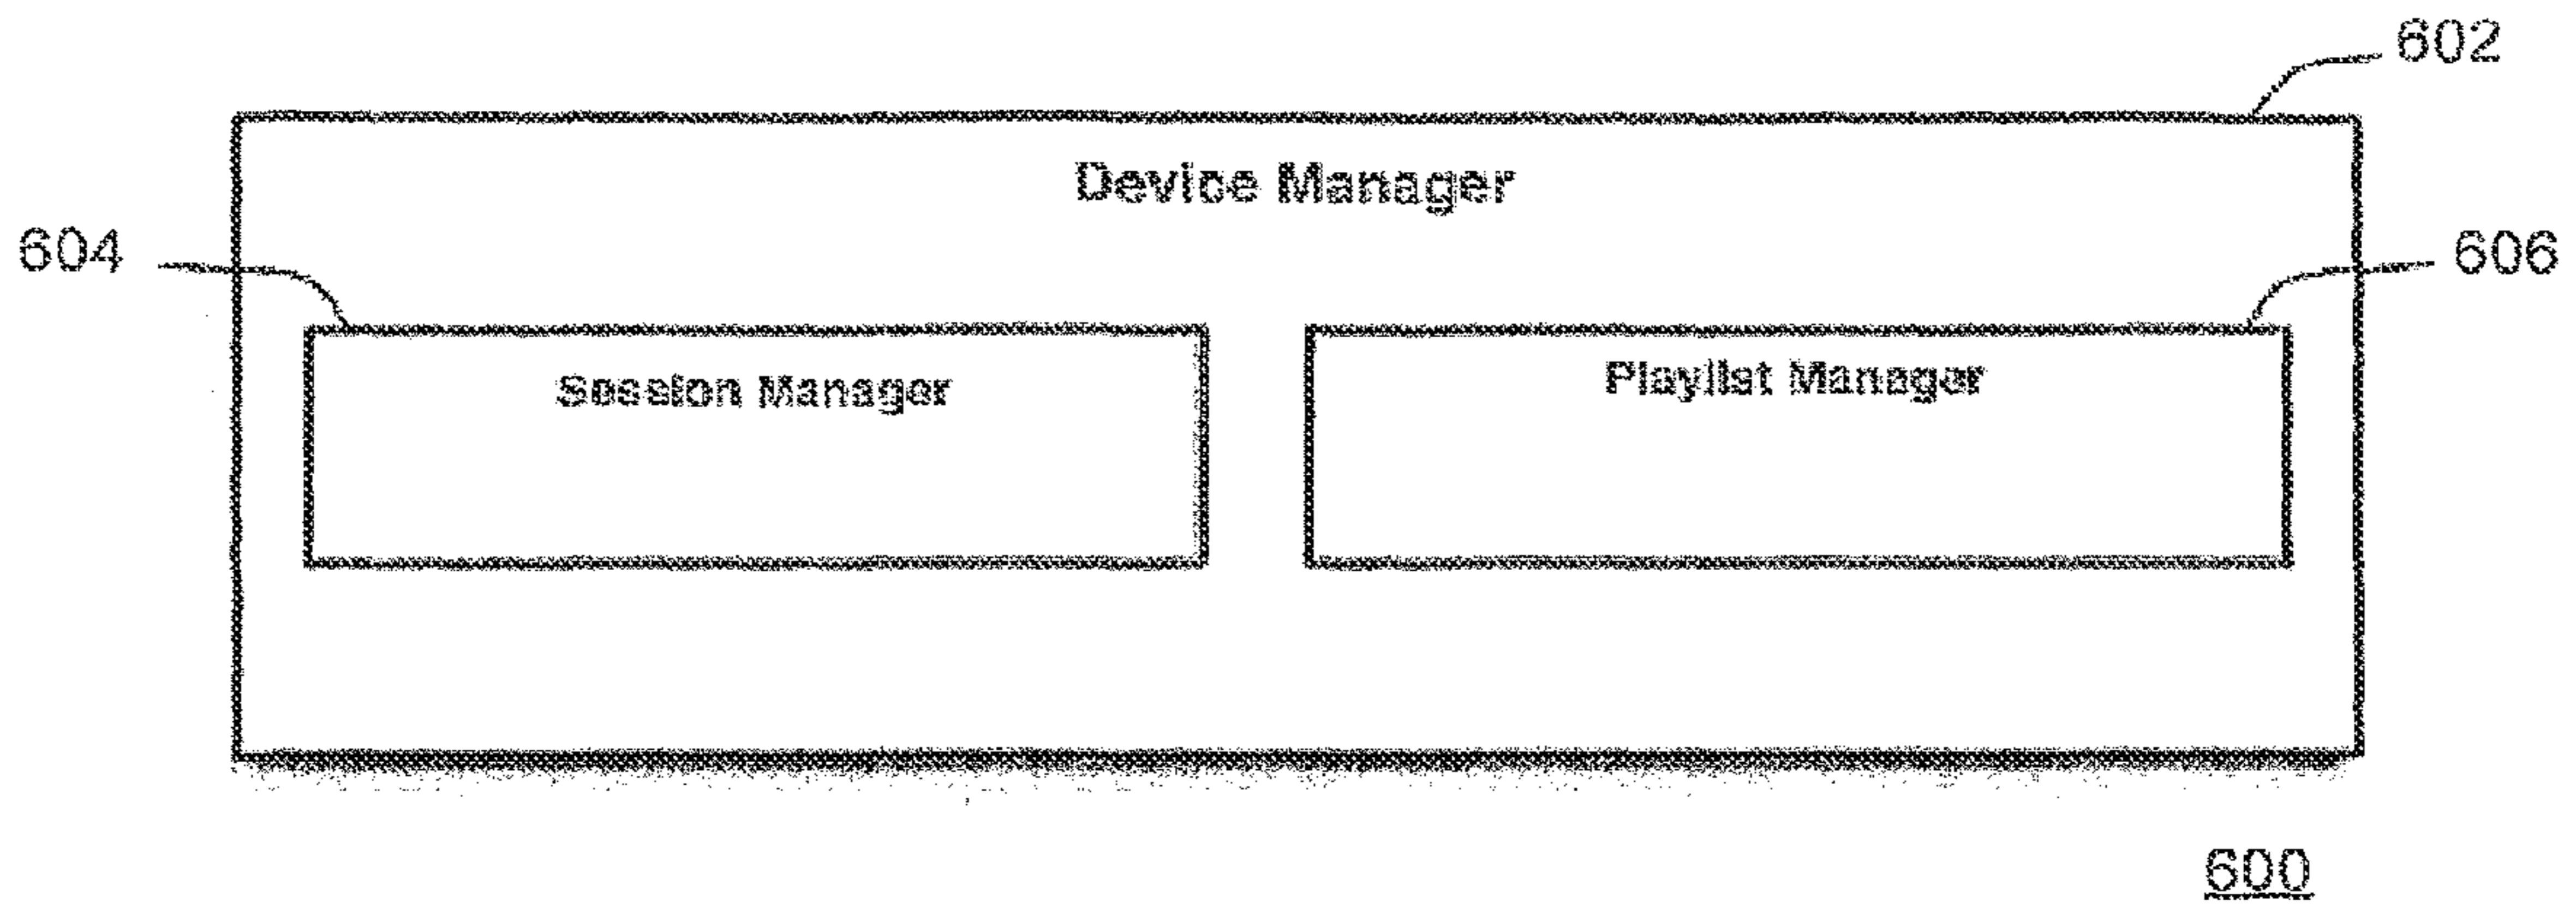 602
Device Manager
604
606
Session Manager
Playlist Manager
600